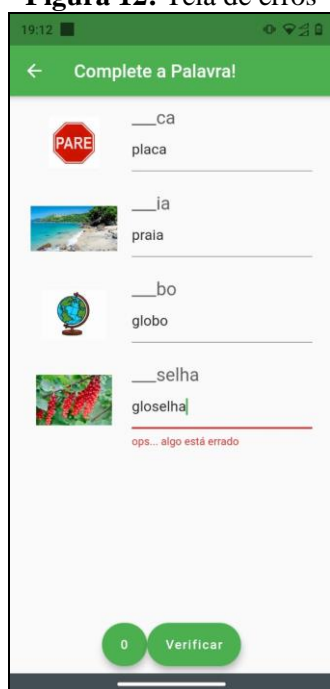 Figura 12: Tela de erros
19:12
Complete a Palavra!
___ca
PARE
placa
___ia
praia
___bo
globo
___selha
gloselha
ops... algo está errado
0 Verificar